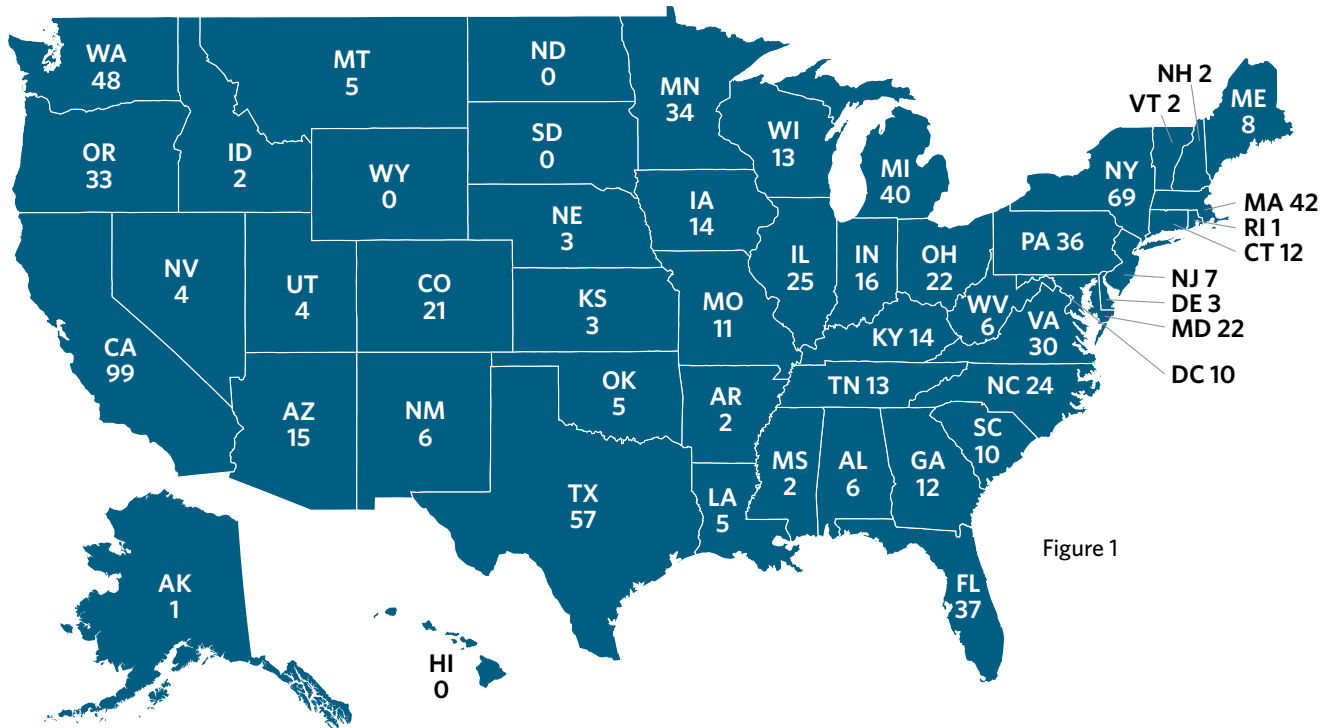 WA
48
MT
5
ND
0
MN
34
NH 2
VT 2
ME
8
OR
33
ID
2
WY
0
SD
0
WI
13
MI
40
NY
69
MA 42
RI 1
CT 12
NE
3
IA
14
PA 36
NV
4
UT
4
CO
21
IL
25
IN
16
OH
22
NJ 7
DE 3
MD 22
DC 10
KS
3
MO
11
WV
6
VA
30
KY 14
CA
99
AZ
15
NM
6
OK
5
AR
2
TN 13
NC 24
SC
10
MS
2
AL
6
GA
12
TX
57
LA
5
Figure 1
FL
37
AK
1
HI
0